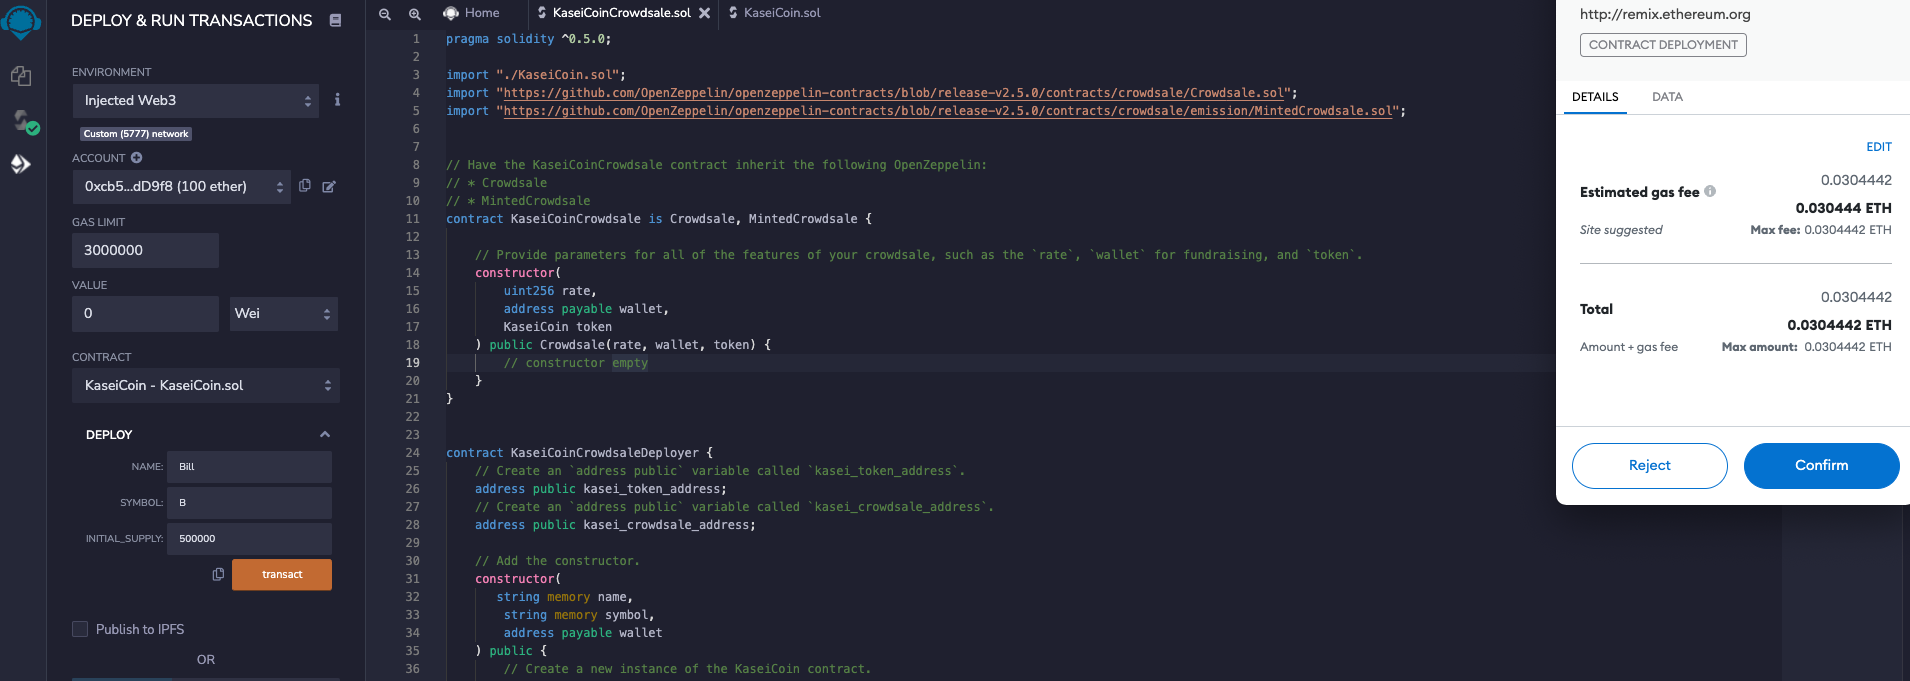 DEPLOY & RUN TRANSACTIONS
ENVIRONMENT
Injected Web3
Custom (5777) network
ACCOUNT
0xcb5...dD9f8 (100 ether)
GAS LIMIT
3000000
VALUE
0
Wei
CONTRACT
KaseiCoin - KaseiCoin.sol
DEPLOY
NAME: Bill
SYMBOL: B
INITIAL_SUPPLY: 500000
transact
Publish to IPFS
OR
Home
KaseiCoinCrowdsale.sol
KaseiCoin.sol
1 pragma solidity ^0.5.0;
2
3 import "./KaseiCoin.sol";
4 import "https://github.com/OpenZeppelin/openzeppelin-contracts/blob/release-v2.5.0/contracts/crowdsale/Crowdsale.sol";
5 import "https://github.com/OpenZeppelin/openzeppelin-contracts/blob/release-v2.5.0/contracts/crowdsale/emission/MintedCrowdsale.sol";
6
7
8 // Have the KaseiCoinCrowdsale contract inherit the following OpenZeppelin:
9 // * Crowdsale
10 // * MintedCrowdsale
11 contract KaseiCoinCrowdsale is Crowdsale, MintedCrowdsale {
12
13 // Provide parameters for all of the features of your crowdsale, such as the `rate`, `wallet` for fundraising, and `token`.
14 constructor(
15 uint256 rate,
16 address payable wallet,
17 KaseiCoin token
18 ) public Crowdsale(rate, wallet, token) {
19 // constructor empty
20 }
21 }
22
23
24 contract KaseiCoinCrowdsaleDeployer {
25 // Create an `address public` variable called `kasei_token_address`.
26 address public kasei_token_address;
27 // Create an `address public` variable called `kasei_crowdsale_address`.
28 address public kasei_crowdsale_address;
29
30 // Add the constructor.
31 constructor(
32 string memory name,
33 string memory symbol,
34 address payable wallet
35 ) public {
36 // Create a new instance of the KaseiCoin contract.
http://remix.ethereum.org
CONTRACT DEPLOYMENT
DETAILS
DATA
EDIT
0.0304442
Estimated gas fee
0.030444 ETH
Site suggested
Max fee: 0.0304442 ETH
0.0304442
Total
0.0304442 ETH
Amount + gas fee
Max amount: 0.0304442 ETH
Reject
Confirm